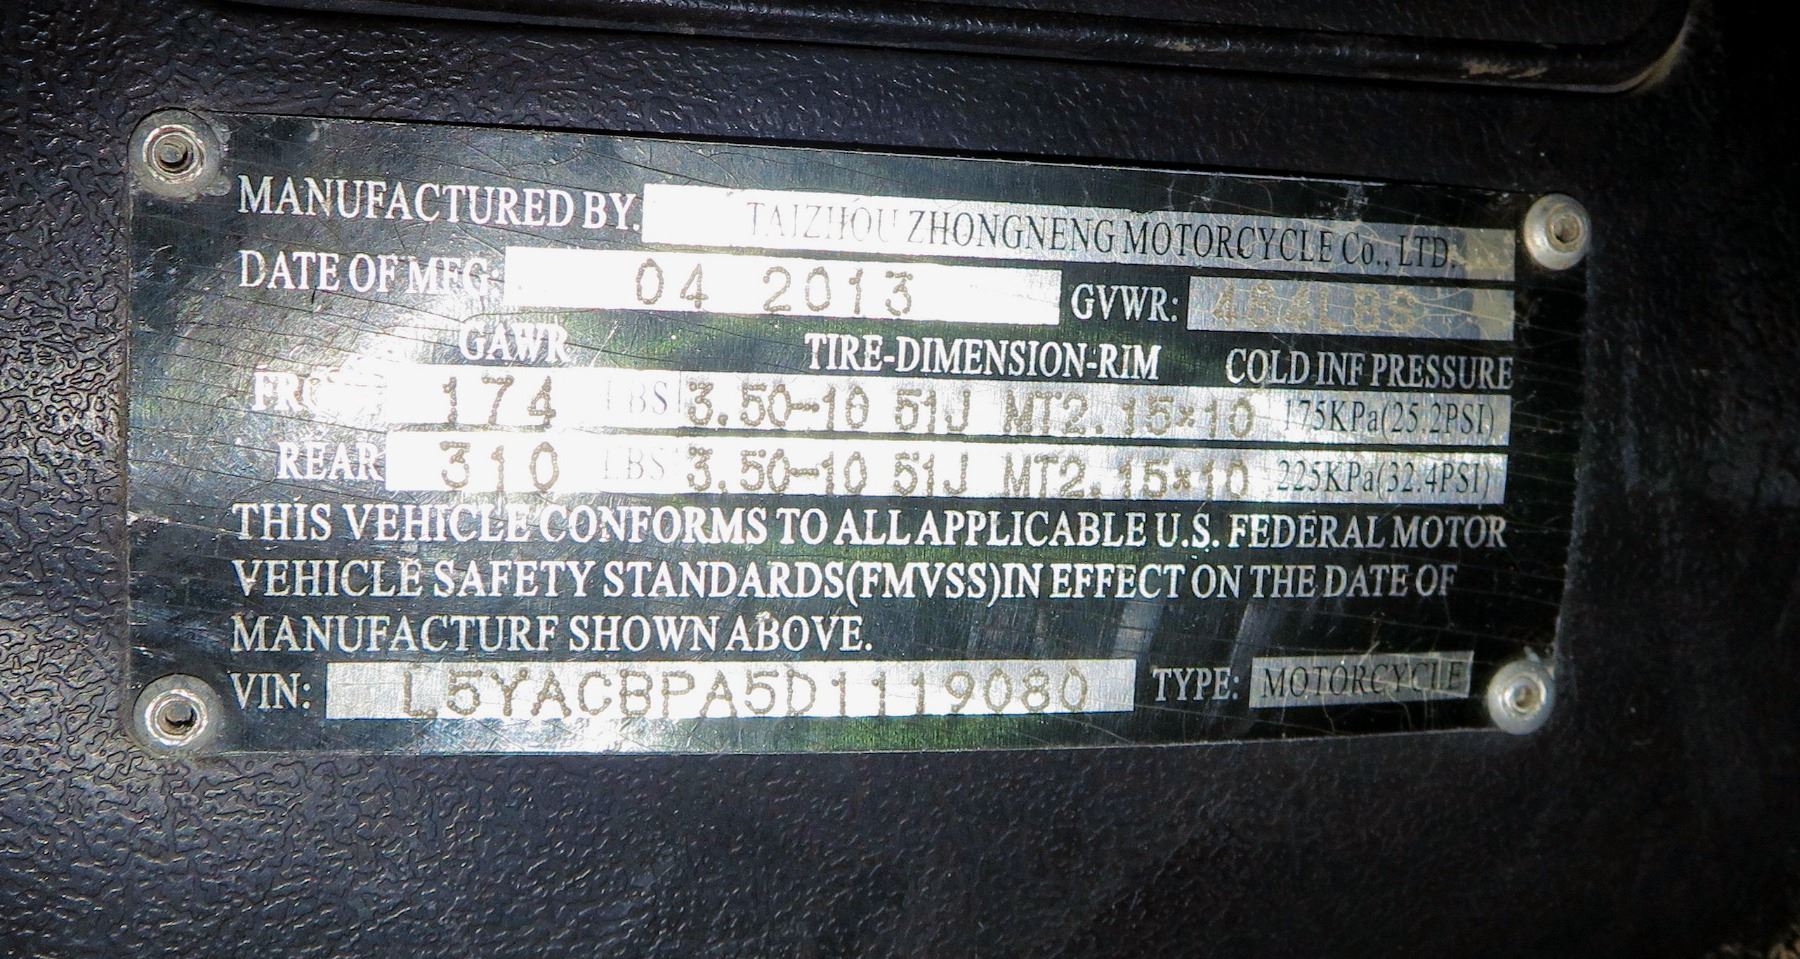 MANUFACTURED BY. TAIZHOU ZHONGNENG MOTORCYCLE Co., LTD.
DATE OF MFG: 04 2013 GVWR: 484LBS
GAWR TIRE-DIMENSION-RIM COLD INF PRESSURE
FRONT 174 LBS 3.50-10 51J MT2.15×10 175KPa(25.2PSI)
REAR 310 LBS 3.50-10 51J MT2.15×10 225KPa(32.4PSI)
THIS VEHICLE CONFORMS TO ALL APPLICABLE U.S. FEDERAL MOTOR
VEHICLE SAFETY STANDARDS(FMVSS)IN EFFECT ON THE DATE OF
MANUFACTURE SHOWN ABOVE.
VIN: L5YACBPA5D1119080 TYPE: MOTORCYCLE